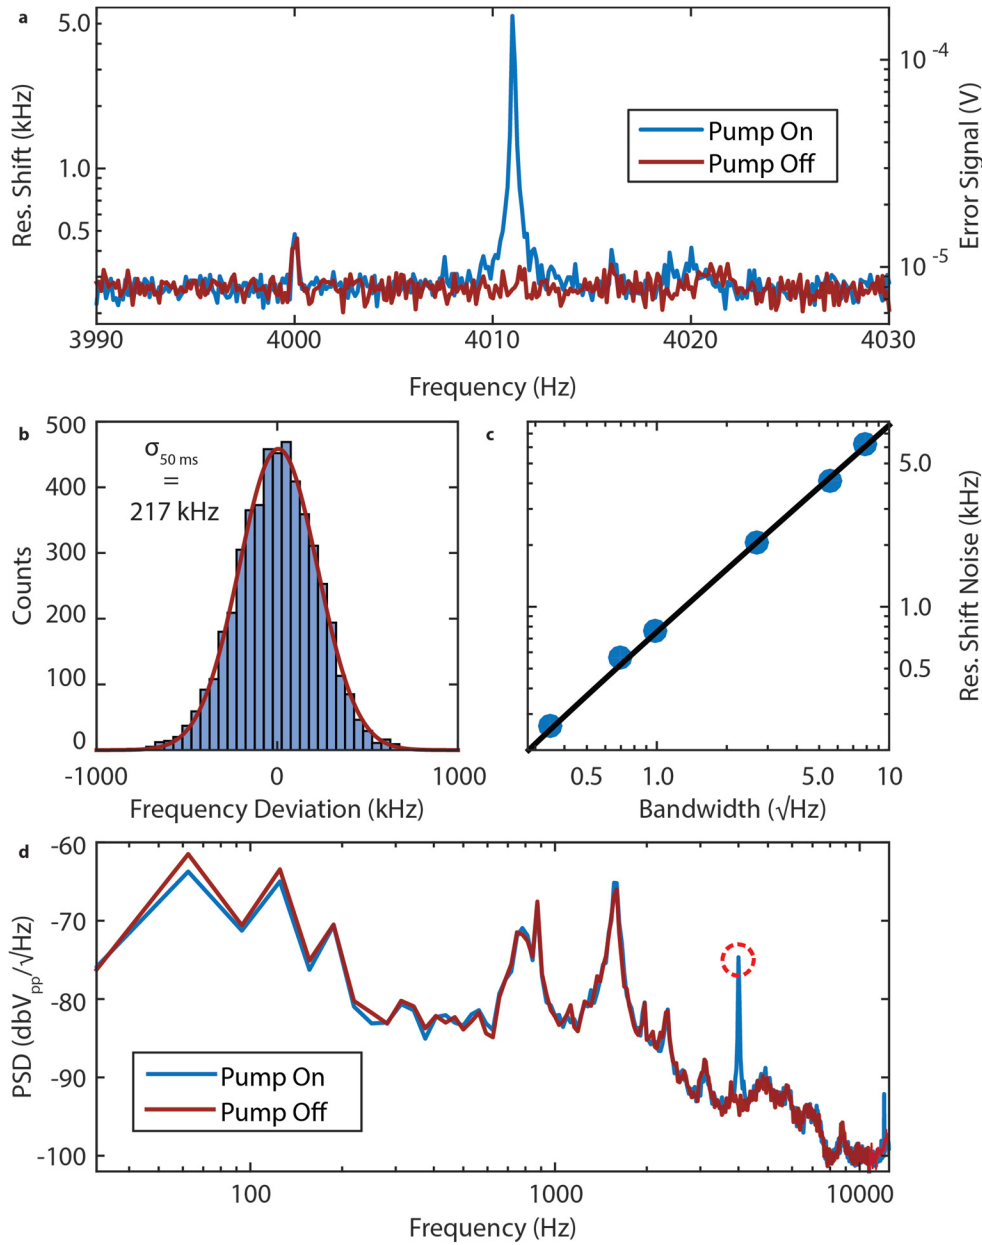 a
5.0
1.0
0.5
Res. Shift (kHz)
10⁻⁴
10⁻⁵
Error Signal (V)
Pump On
Pump Off
3990 4000 4010 4020 4030
Frequency (Hz)
b
500
400
300
200
100
0
Counts
σ50 ms
=
217 kHz
-1000 0 1000
Frequency Deviation (kHz)
c
5.0
1.0
0.5
Res. Shift Noise (kHz)
0.5 1.0 5.0 10
Bandwidth (√Hz)
d
-60
-70
-80
-90
-100
PSD (dbVpp/√Hz)
Pump On
Pump Off
100 1000 10000
Frequency (Hz)